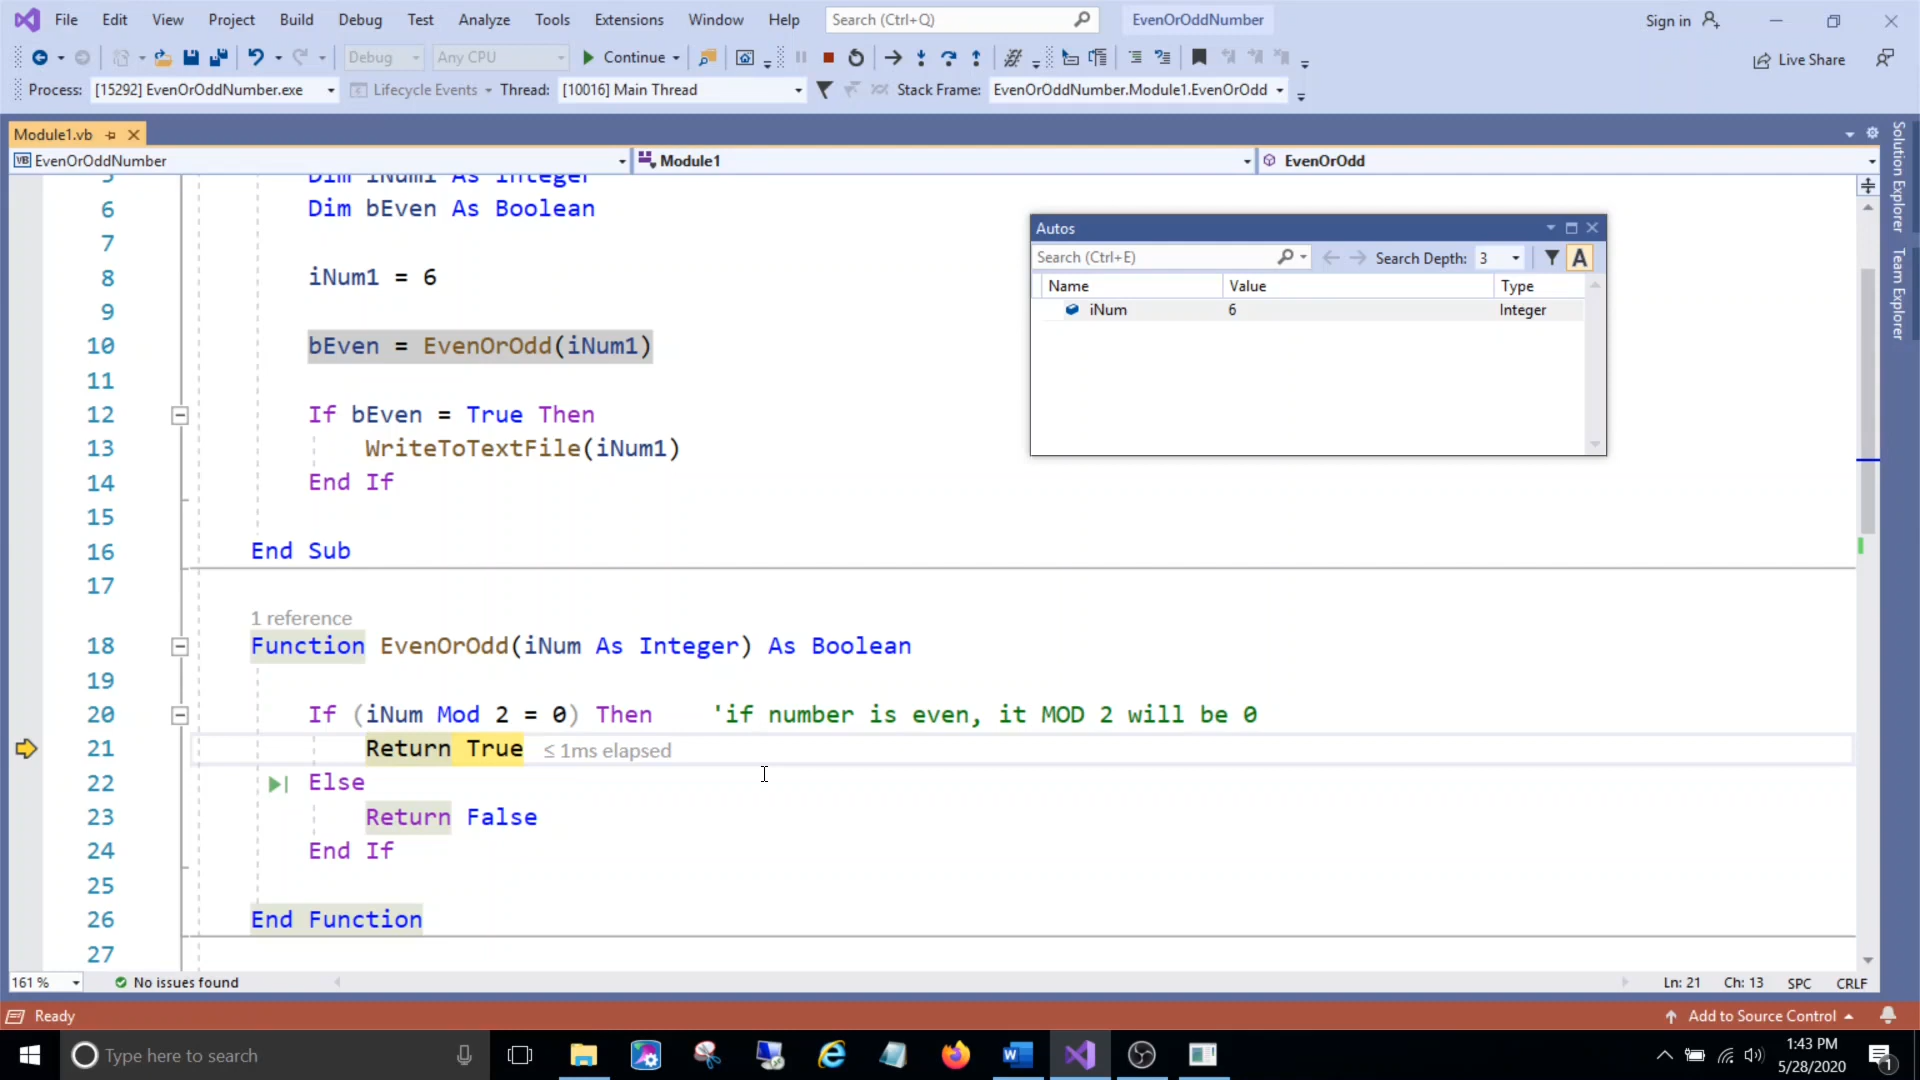 File Edit View Project Build Debug Test Analyze Tools Extensions Window Help Search (Ctrl+Q) EvenOrOddNumber Sign in
Debug Any CPU Continue Live Share
Process: [15292] EvenOrOddNumber.exe Lifecycle Events Thread: [10016] Main Thread Stack Frame: EvenOrOddNumber.Module1.EvenOrOdd
Module1.vb
VB EvenOrOddNumber Module1 EvenOrOdd
5 Dim iNum1 As Integer
6 Dim bEven As Boolean
7
8 iNum1 = 6
9
10 bEven = EvenOrOdd(iNum1)
11
12 If bEven = True Then
13 WriteToTextFile(iNum1)
14 End If
15
16 End Sub
17
1 reference
18 Function EvenOrOdd(iNum As Integer) As Boolean
19
20 If (iNum Mod 2 = 0) Then 'if number is even, it MOD 2 will be 0
21 Return True ≤ 1ms elapsed
22 Else
23 Return False
24 End If
25
26 End Function
27
Autos
Search (Ctrl+E) Search Depth: 3 A
Name Value Type
iNum 6 Integer
Solution Explorer
Team Explorer
161 % No issues found Ln: 21 Ch: 13 SPC CRLF
Ready Add to Source Control
Type here to search
1:43 PM
5/28/2020
1